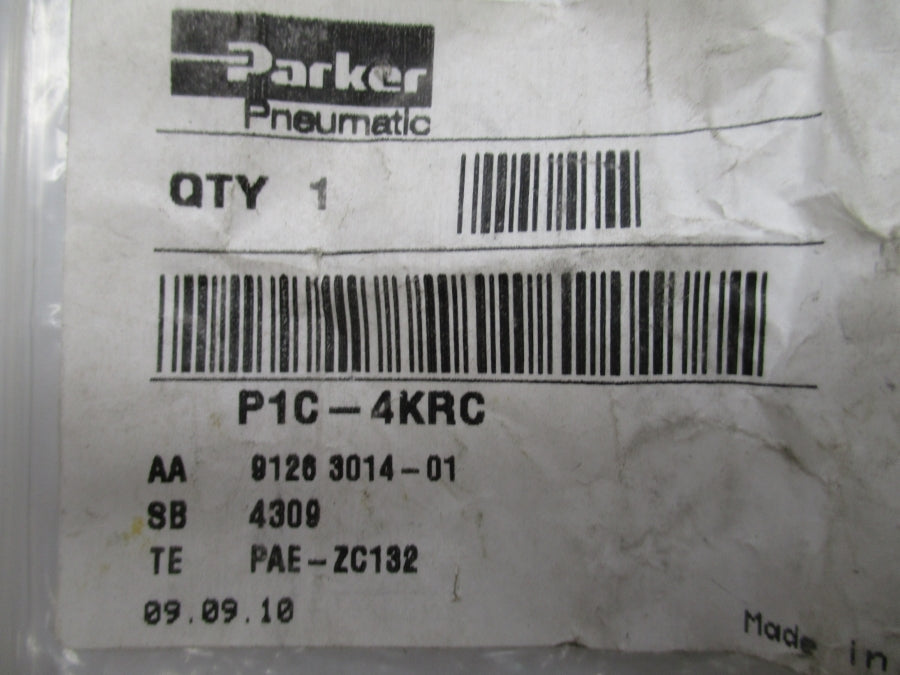 Parker
Pneumatic
QTY 1
P1C-4KRC
AA 9126 3014-01
SB 4309
TE PAE-ZC132
09.09.10
Made in